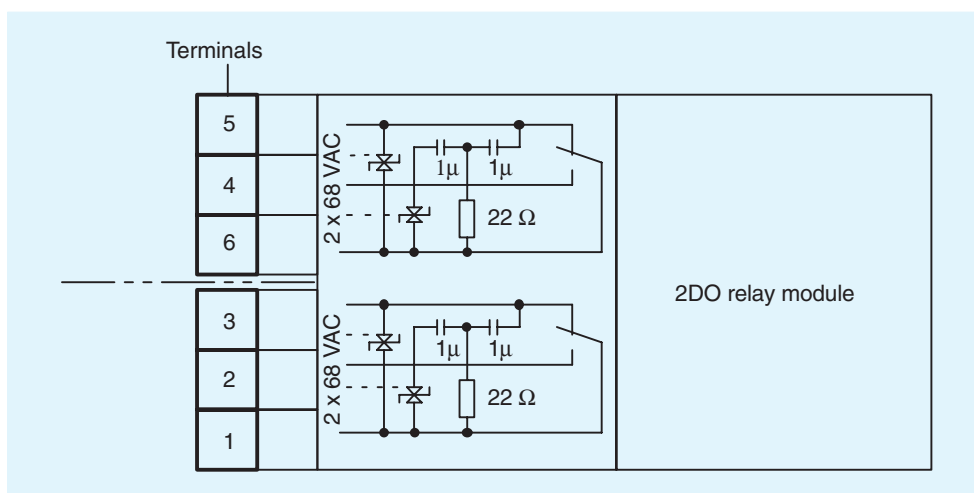 Terminals
5
4
6
2 x 68 VAC
1μ
1μ
22 Ω
3
2
1
2 x 68 VAC
1μ
1μ
22 Ω
2DO relay module